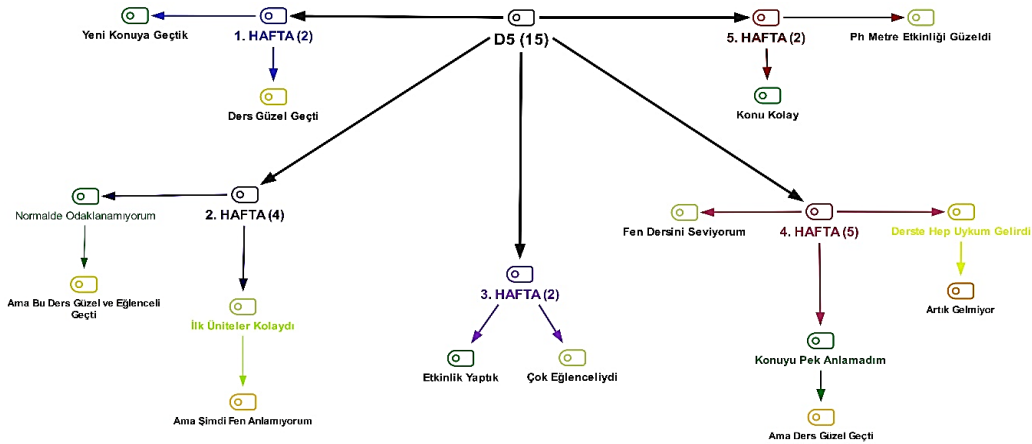 D5 (15)
Yeni Konuya Geçtik
1. HAFTA (2)
Ders Güzel Geçti
5. HAFTA (2)
Ph Metre Etkinliği Güzeldi
Konu Kolay
Normalde Odaklanamıyorum
2. HAFTA (4)
Ama Bu Ders Güzel ve Eğlenceli
Geçti
İlk Üniteler Kolaydı
Ama Şimdi Fen Anlamıyorum
3. HAFTA (2)
Etkinlik Yaptık
Çok Eğlenceliydi
Fen Dersini Seviyorum
4. HAFTA (5)
Derste Hep Uykum Gelirdi
Artık Gelmiyor
Konuyu Pek Anlamadım
Ama Ders Güzel Geçti